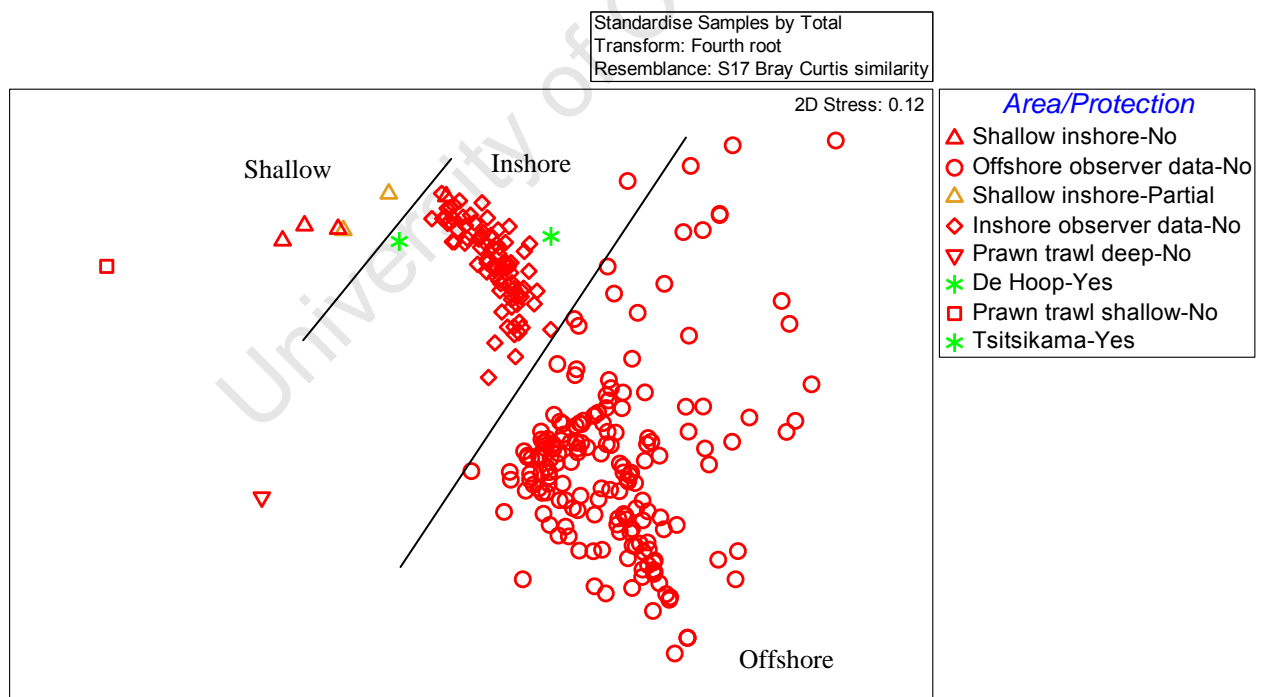 Standardise Samples by Total
Transform: Fourth root
Resemblance: S17 Bray Curtis similarity
2D Stress: 0.12
Shallow
Inshore
Offshore
Area/Protection
Shallow inshore-No
Offshore observer data-No
Shallow inshore-Partial
Inshore observer data-No
Prawn trawl deep-No
De Hoop-Yes
Prawn trawl shallow-No
Tsitsikama-Yes
University of